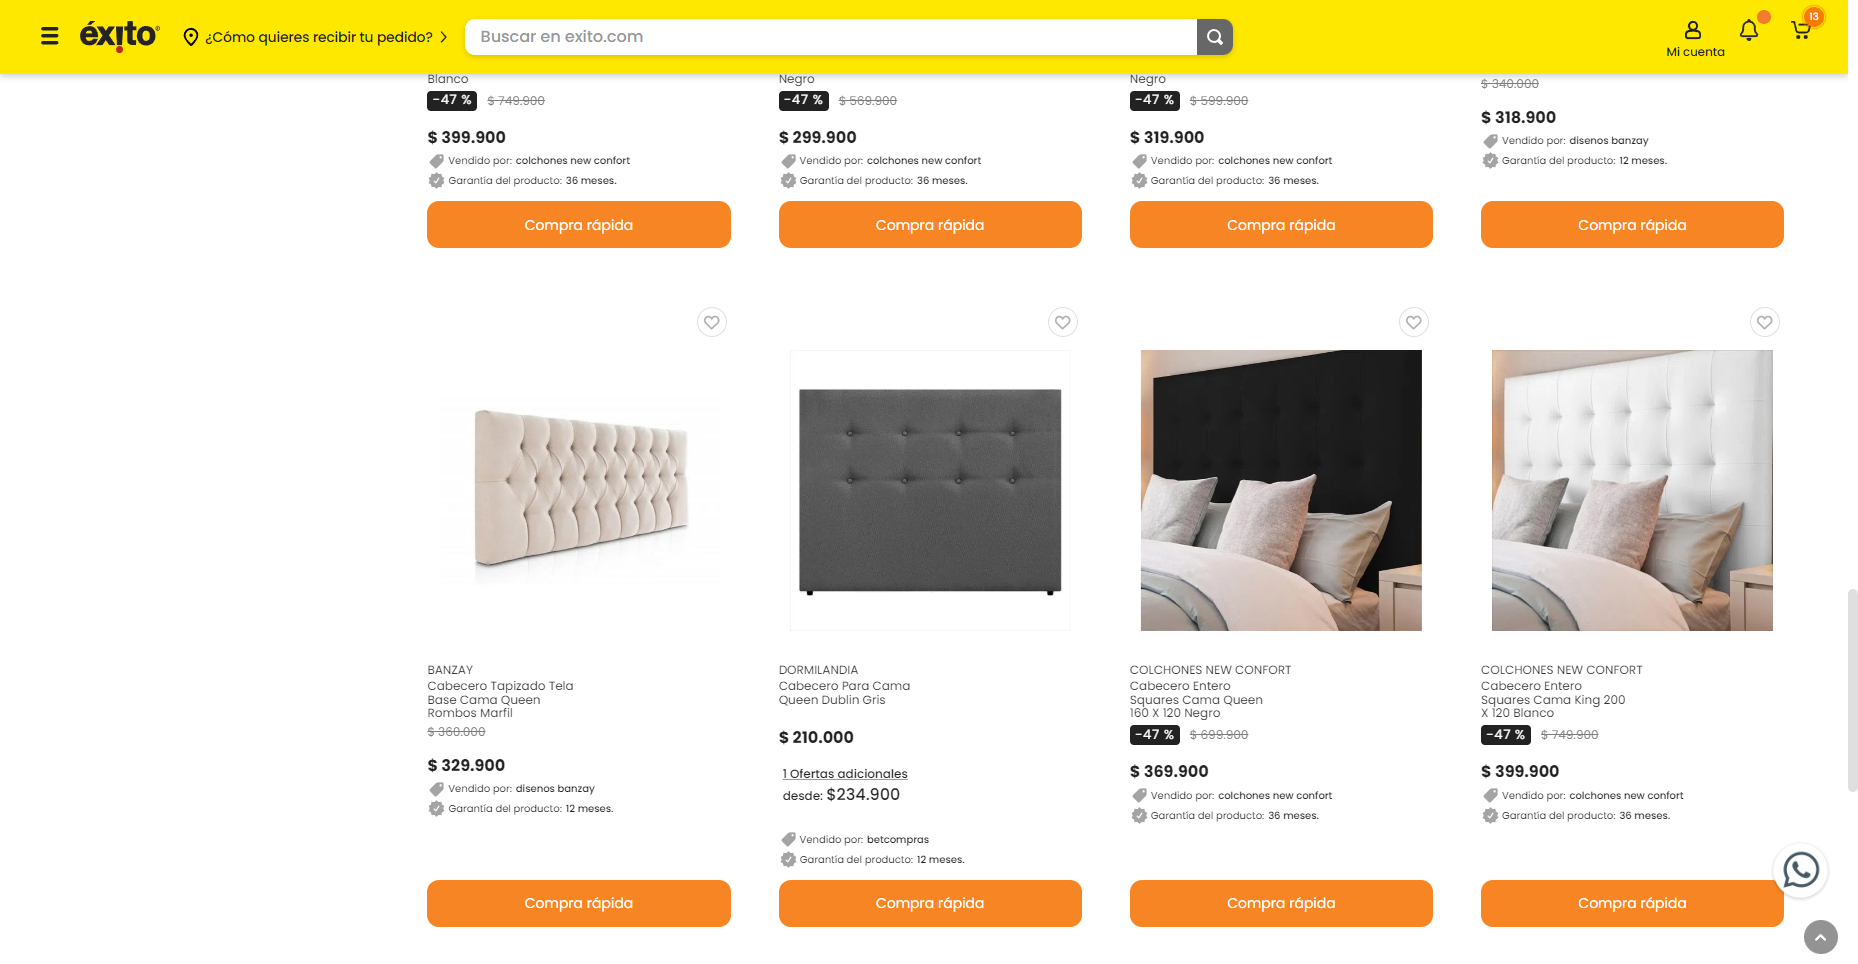 éxito
¿Cómo quieres recibir tu pedido?
Buscar en exito.com
Mi cuenta
13
Blanco
-47 % $ 749.900
$ 399.900
Vendido por: colchones new confort
Garantía del producto: 36 meses.
Compra rápida
Negro
-47 % $ 569.900
$ 299.900
Vendido por: colchones new confort
Garantía del producto: 36 meses.
Compra rápida
Negro
-47 % $ 599.900
$ 319.900
Vendido por: colchones new confort
Garantía del producto: 36 meses.
Compra rápida
$ 340.000
$ 318.900
Vendido por: disenos banzay
Garantía del producto: 12 meses.
Compra rápida
BANZAY
Cabecero Tapizado Tela
Base Cama Queen
Rombos Marfil
$ 360.000
$ 329.900
Vendido por: disenos banzay
Garantía del producto: 12 meses.
Compra rápida
DORMILANDIA
Cabecero Para Cama
Queen Dublin Gris
$ 210.000
1 Ofertas adicionales
desde: $234.900
Vendido por: betcompras
Garantía del producto: 12 meses.
Compra rápida
COLCHONES NEW CONFORT
Cabecero Entero
Squares Cama Queen
160 X 120 Negro
-47 % $ 699.900
$ 369.900
Vendido por: colchones new confort
Garantía del producto: 36 meses.
Compra rápida
COLCHONES NEW CONFORT
Cabecero Entero
Squares Cama King 200
X 120 Blanco
-47 % $ 749.900
$ 399.900
Vendido por: colchones new confort
Garantía del producto: 36 meses.
Compra rápida